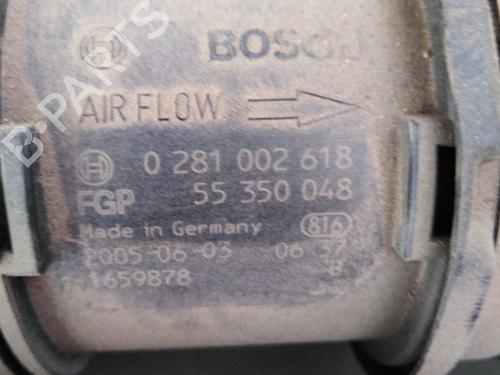 BOSCH
AIR FLOW
0 281 002 618
FGP 55 350 048
Made in Germany 816
2005-06-03 06 37
1659878 B
B-PARTS